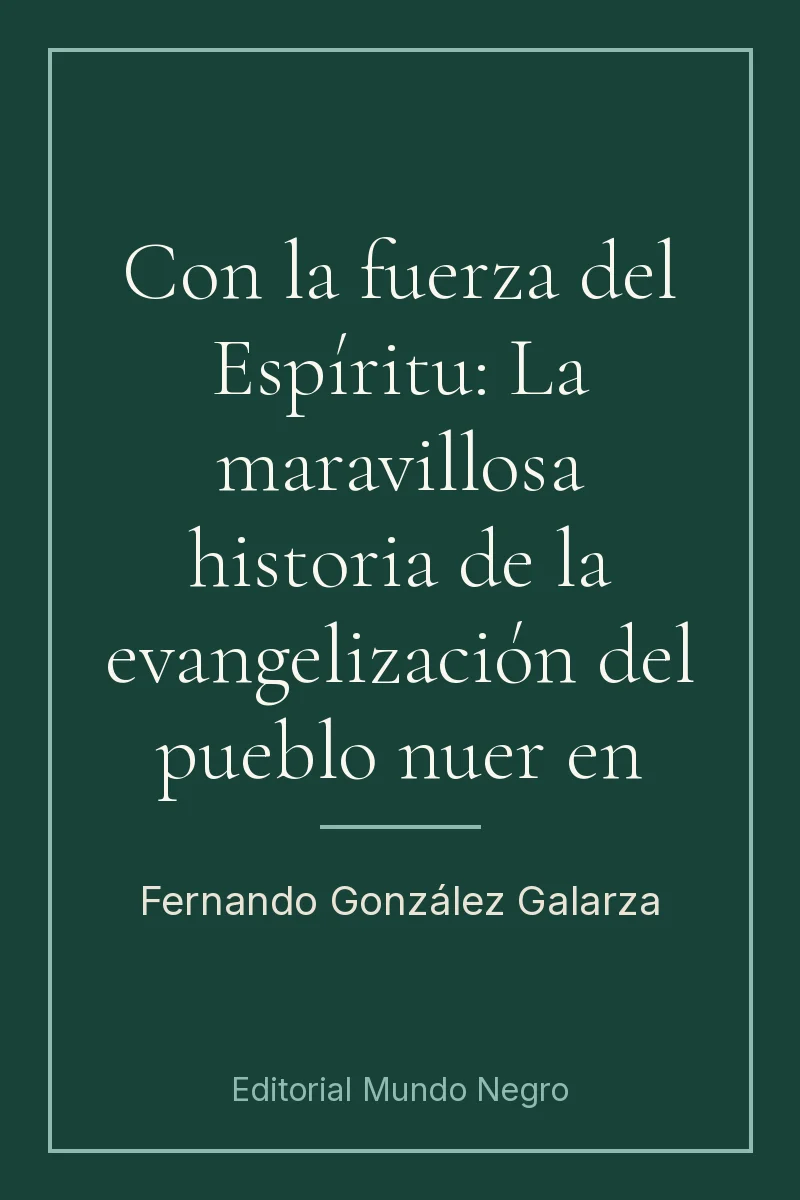 Con la fuerza del
Espíritu: La
maravillosa
historia de la
evangelización del
pueblo nuer en
Fernando González Galarza
Editorial Mundo Negro